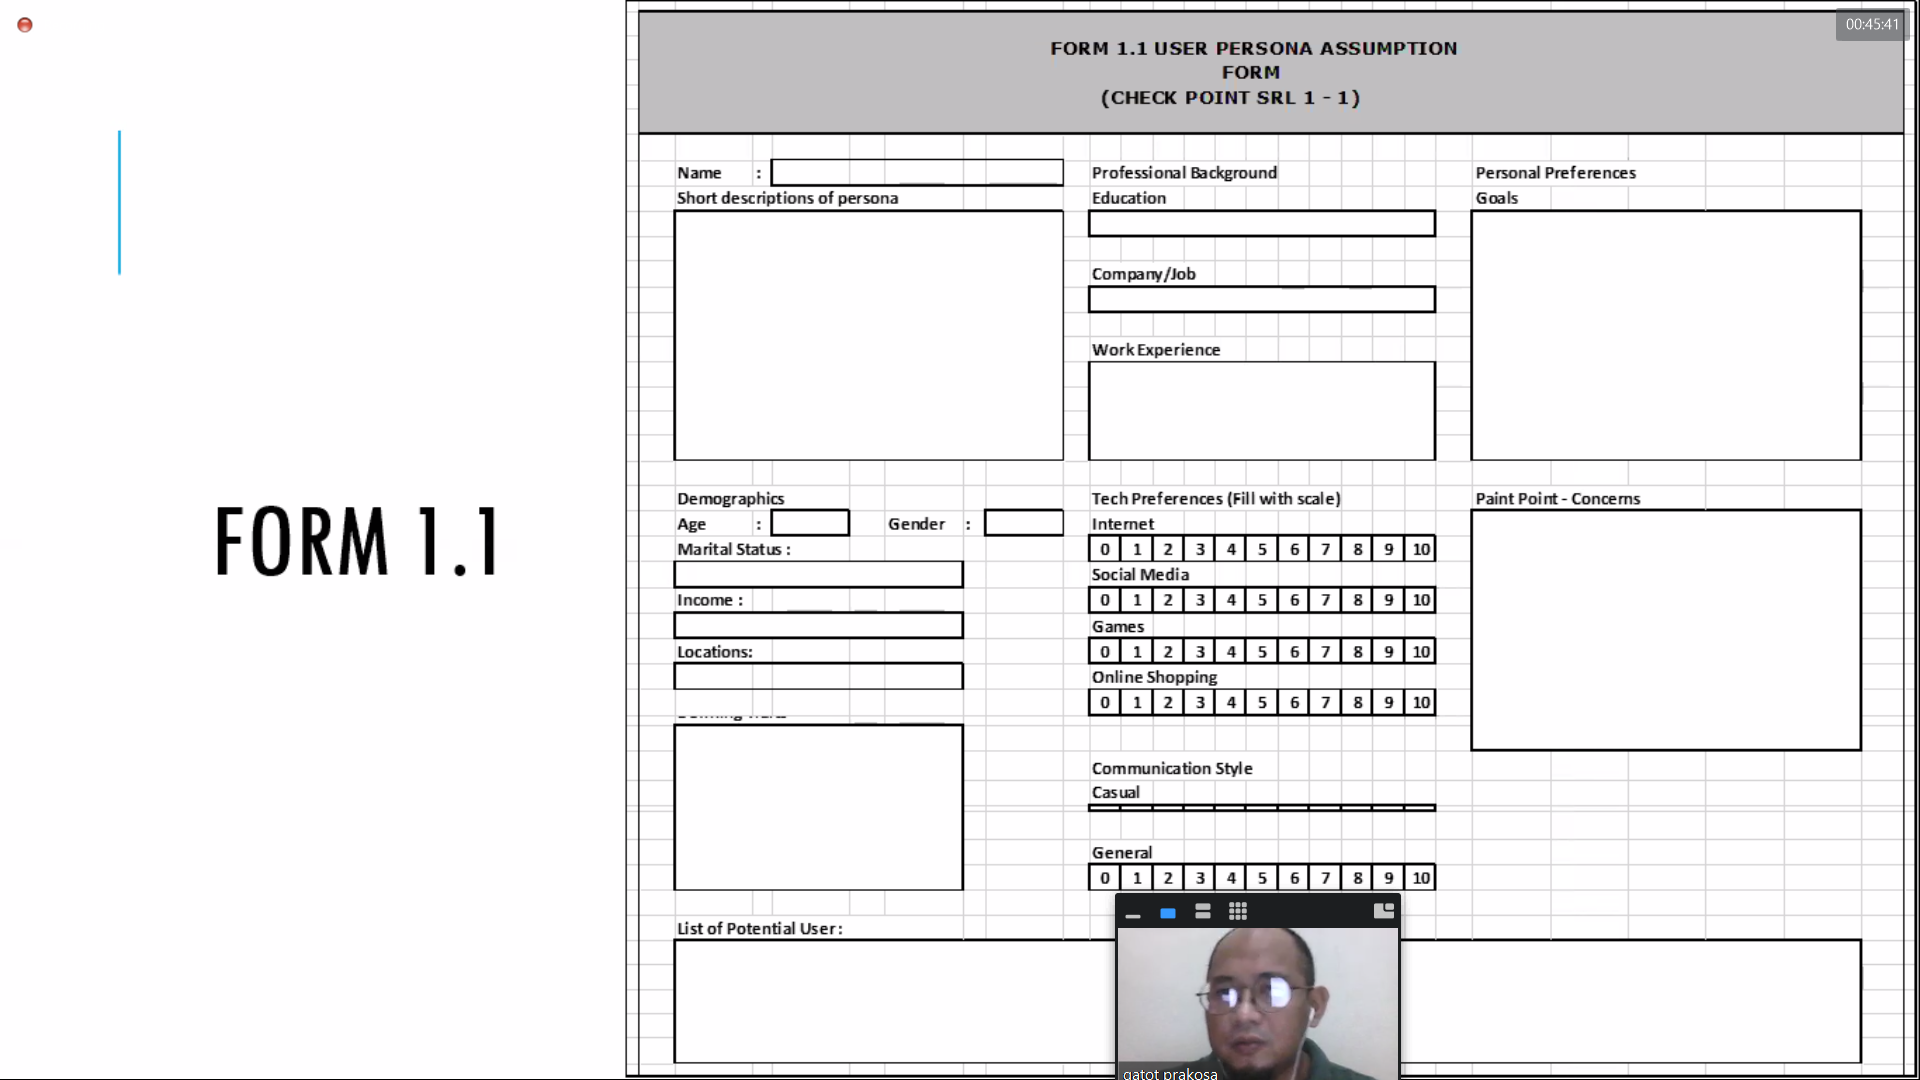 00:45:41
FORM 1.1
FORM 1.1 USER PERSONA ASSUMPTION
FORM
(CHECK POINT SRL 1 - 1)
Name :
Short descriptions of persona
Professional Background
Education
Company/Job
Work Experience
Personal Preferences
Goals
Demographics
Age : Gender :
Marital Status :
Income :
Locations:
Tech Preferences (Fill with scale)
Internet
0 1 2 3 4 5 6 7 8 9 10
Social Media
0 1 2 3 4 5 6 7 8 9 10
Games
0 1 2 3 4 5 6 7 8 9 10
Online Shopping
0 1 2 3 4 5 6 7 8 9 10
Communication Style
Casual
General
0 1 2 3 4 5 6 7 8 9 10
Paint Point - Concerns
List of Potential User :
gatot prakosa